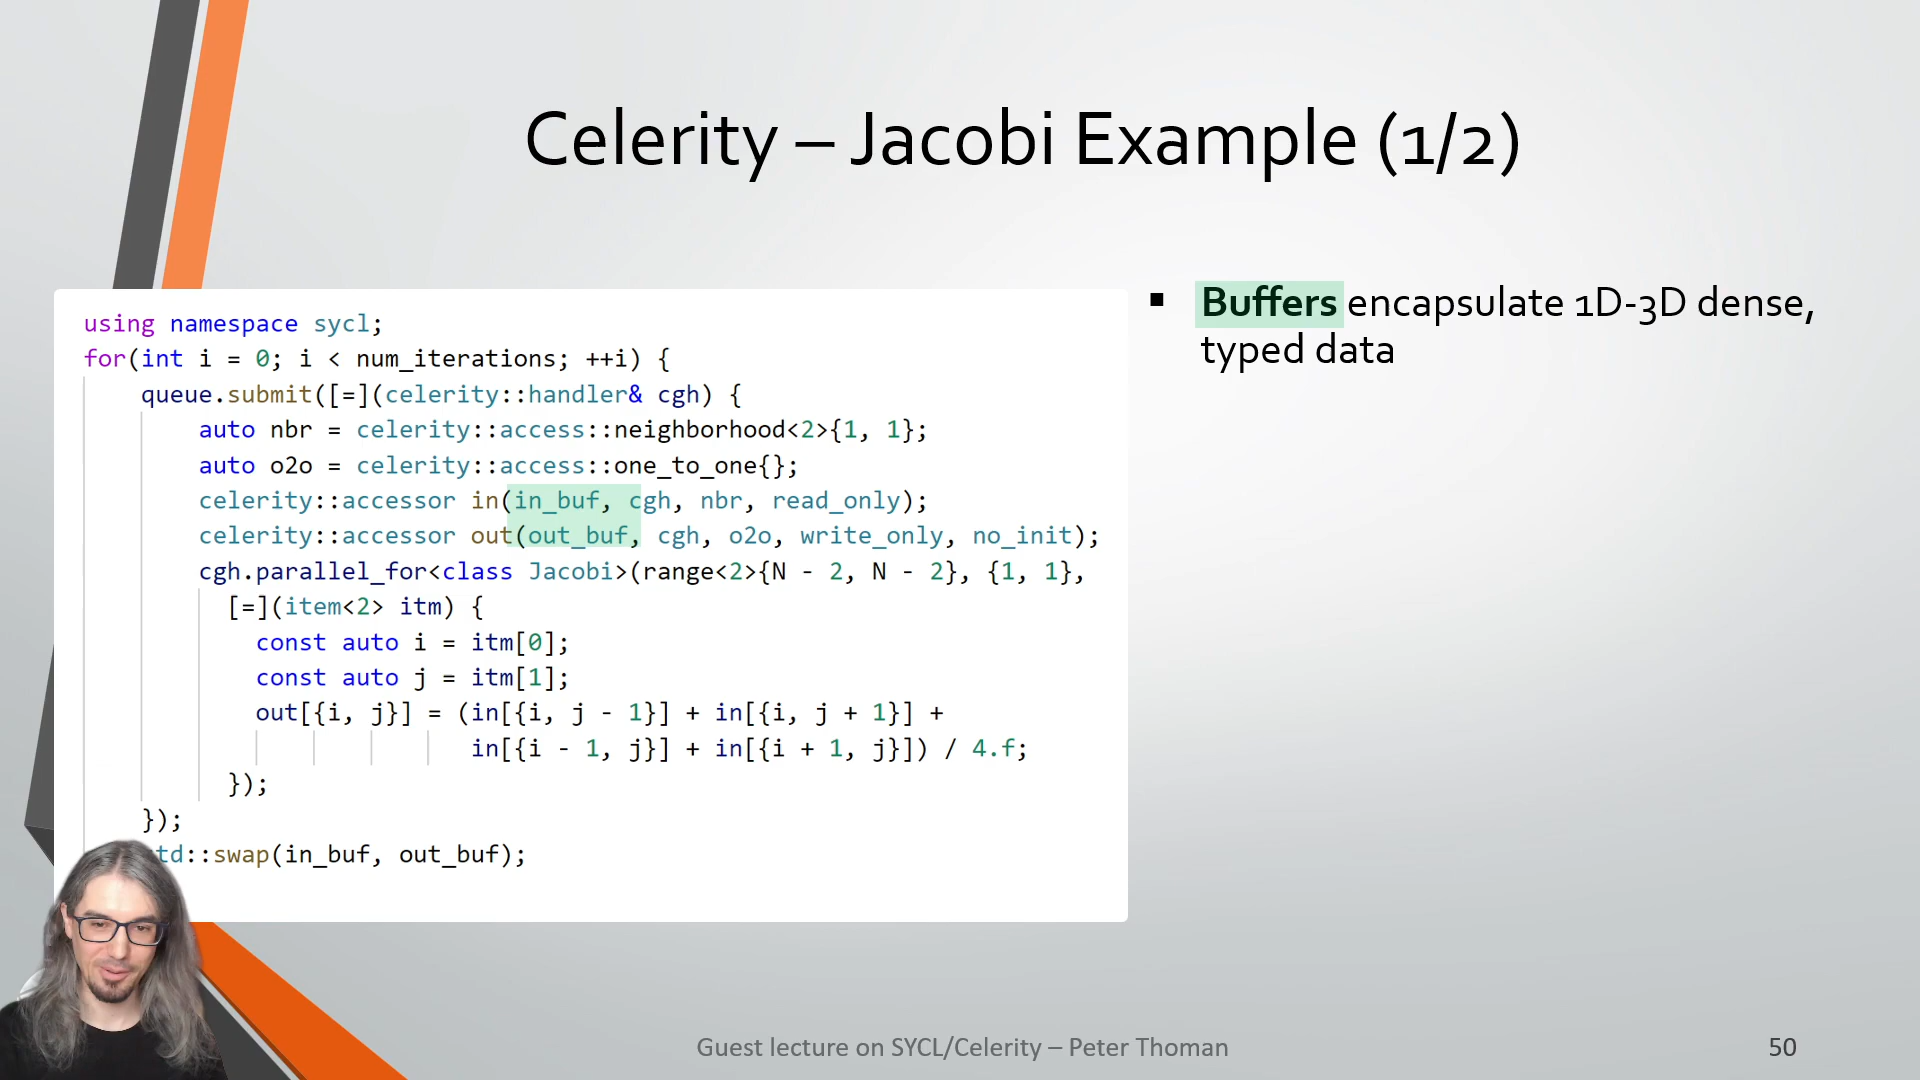 Celerity – Jacobi Example (1/2)
using namespace sycl;
for(int i = 0; i < num_iterations; ++i) {
queue.submit([=](celerity::handler& cgh) {
auto nbr = celerity::access::neighborhood<2>{1, 1};
auto o2o = celerity::access::one_to_one{};
celerity::accessor in(in_buf, cgh, nbr, read_only);
celerity::accessor out(out_buf, cgh, o2o, write_only, no_init);
cgh.parallel_for<class Jacobi>(range<2>{N - 2, N - 2}, {1, 1},
[=](item<2> itm) {
const auto i = itm[0];
const auto j = itm[1];
out[{i, j}] = (in[{i, j - 1}] + in[{i, j + 1}] +
in[{i - 1, j}] + in[{i + 1, j}]) / 4.f;
});
});
td::swap(in_buf, out_buf);
▪ Buffers encapsulate 1D-3D dense,
typed data
Guest lecture on SYCL/Celerity – Peter Thoman
50